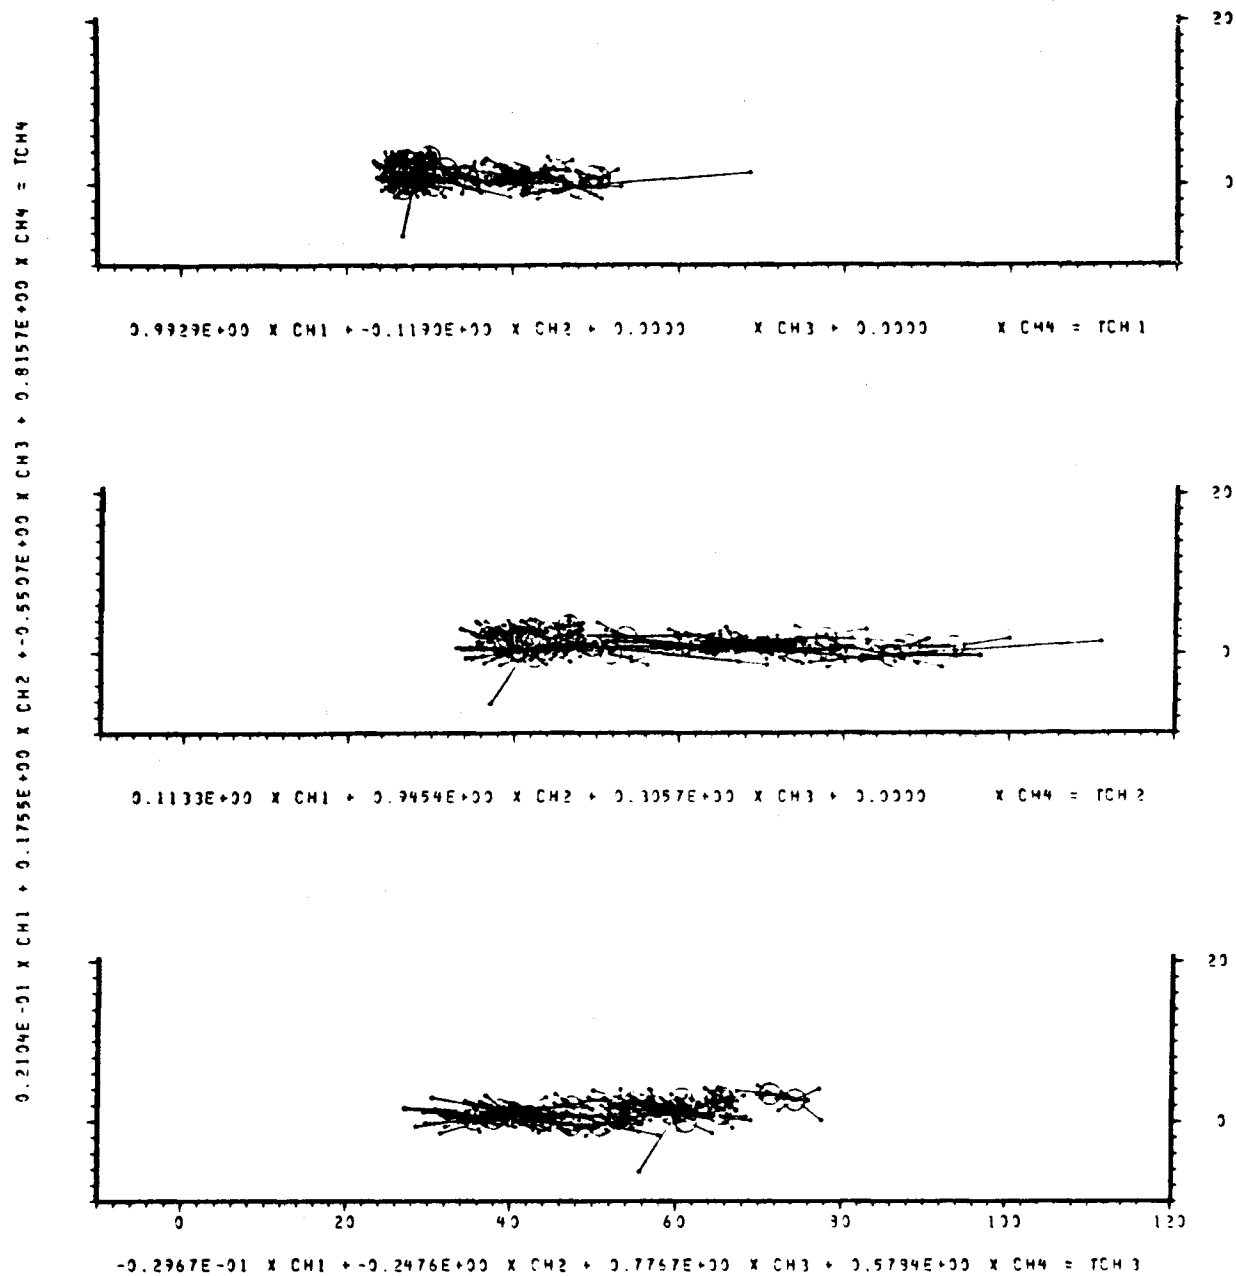 0.2104E-01 X CH1 + 0.1755E+00 X CH2 +-0.5507E+00 X CH3 + 0.8157E+00 X CH4 = TCH4
20
0
0.9929E+00 X CH1 +-0.1190E+00 X CH2 + 0.0000 X CH3 + 0.0000 X CH4 = TCH1
20
0
0.1133E+00 X CH1 + 0.9454E+00 X CH2 + 0.3057E+00 X CH3 + 0.0000 X CH4 = TCH2
20
0
0 20 40 60 80 100 120
-0.2967E-01 X CH1 +-0.2476E+00 X CH2 + 0.7767E+00 X CH3 + 0.5794E+00 X CH4 = TCH3